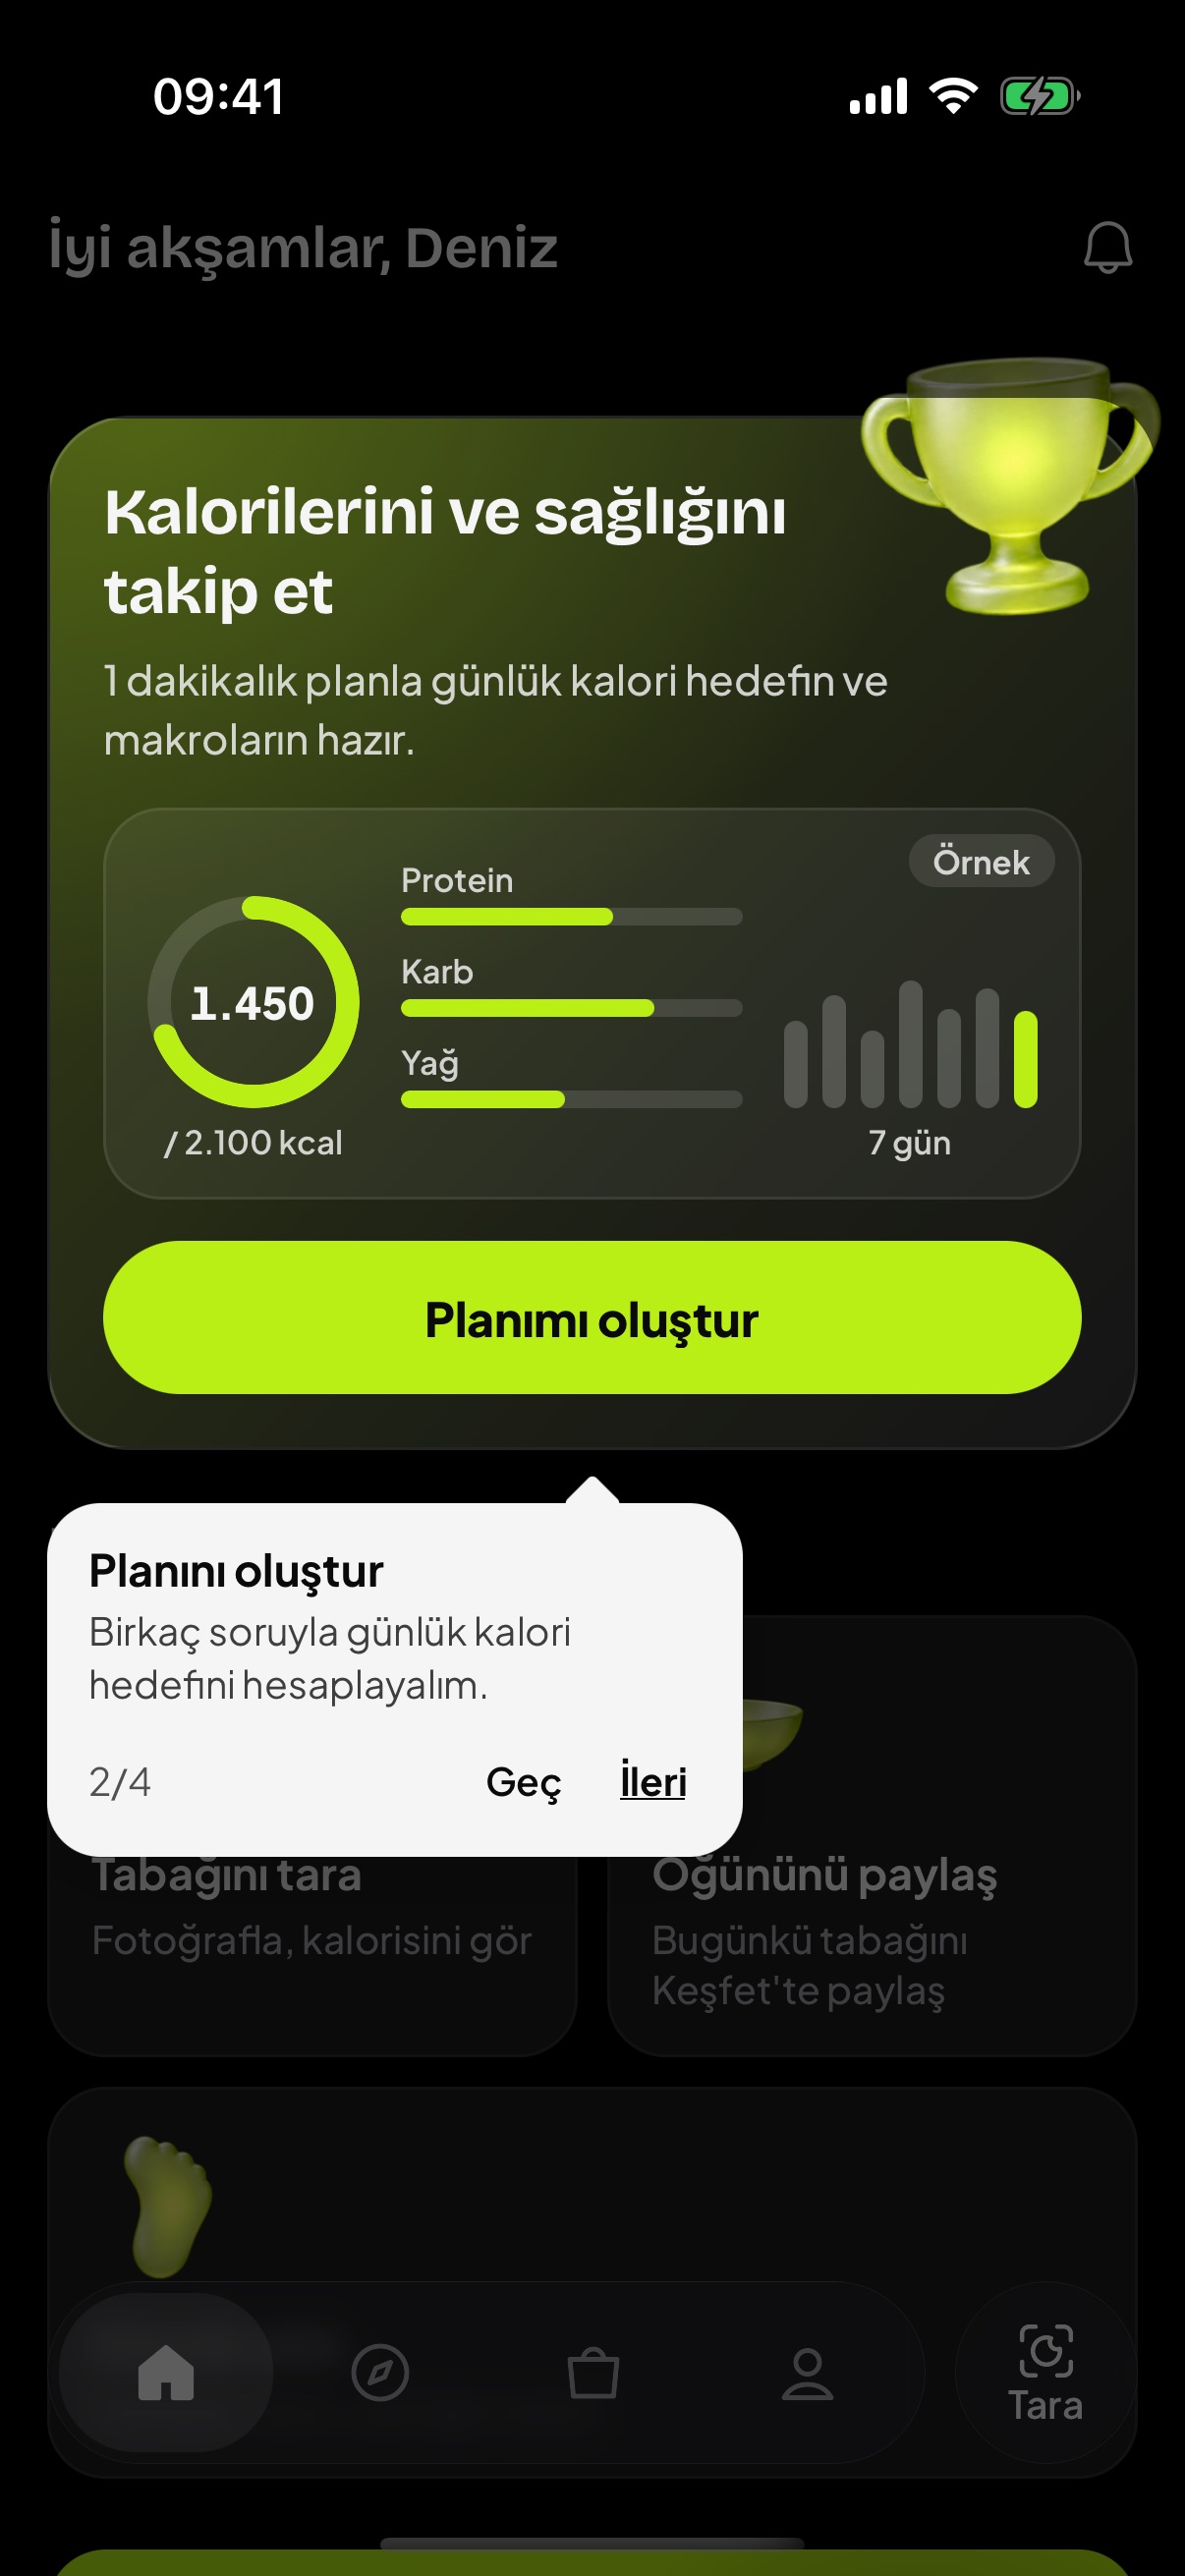 09:41
İyi akşamlar, Deniz
Kalorilerini ve sağlığını
takip et
1 dakikalık planla günlük kalori hedefin ve
makroların hazır.
Örnek
Protein
Karb
Yağ
1.450
/ 2.100 kcal
7 gün
Planımı oluştur
Planını oluştur
Birkaç soruyla günlük kalori
hedefini hesaplayalım.
2/4
Geç
İleri
Tabağını tara
Fotoğrafla, kalorisini gör
Öğününü paylaş
Bugünkü tabağını
Keşfet'te paylaş
Tara